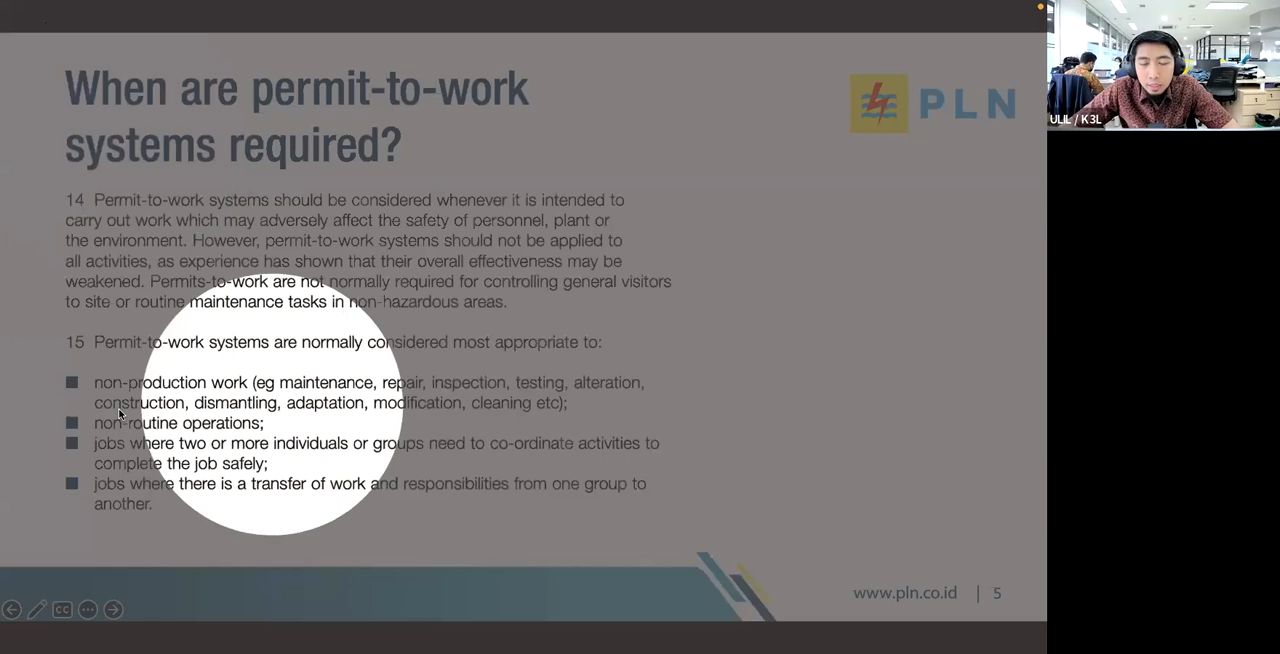 When are permit-to-work
systems required?
PLN
ULIL / K3L
14 Permit-to-work systems should be considered whenever it is intended to
carry out work which may adversely affect the safety of personnel, plant or
the environment. However, permit-to-work systems should not be applied to
all activities, as experience has shown that their overall effectiveness may be
weakened. Permits-to-work are not normally required for controlling general visitors
to site or routine maintenance tasks in non-hazardous areas.
15 Permit-to-work systems are normally considered most appropriate to:
non-production work (eg maintenance, repair, inspection, testing, alteration,
construction, dismantling, adaptation, modification, cleaning etc);
non-routine operations;
jobs where two or more individuals or groups need to co-ordinate activities to
complete the job safely;
jobs where there is a transfer of work and responsibilities from one group to
another.
CC
www.pln.co.id | 5